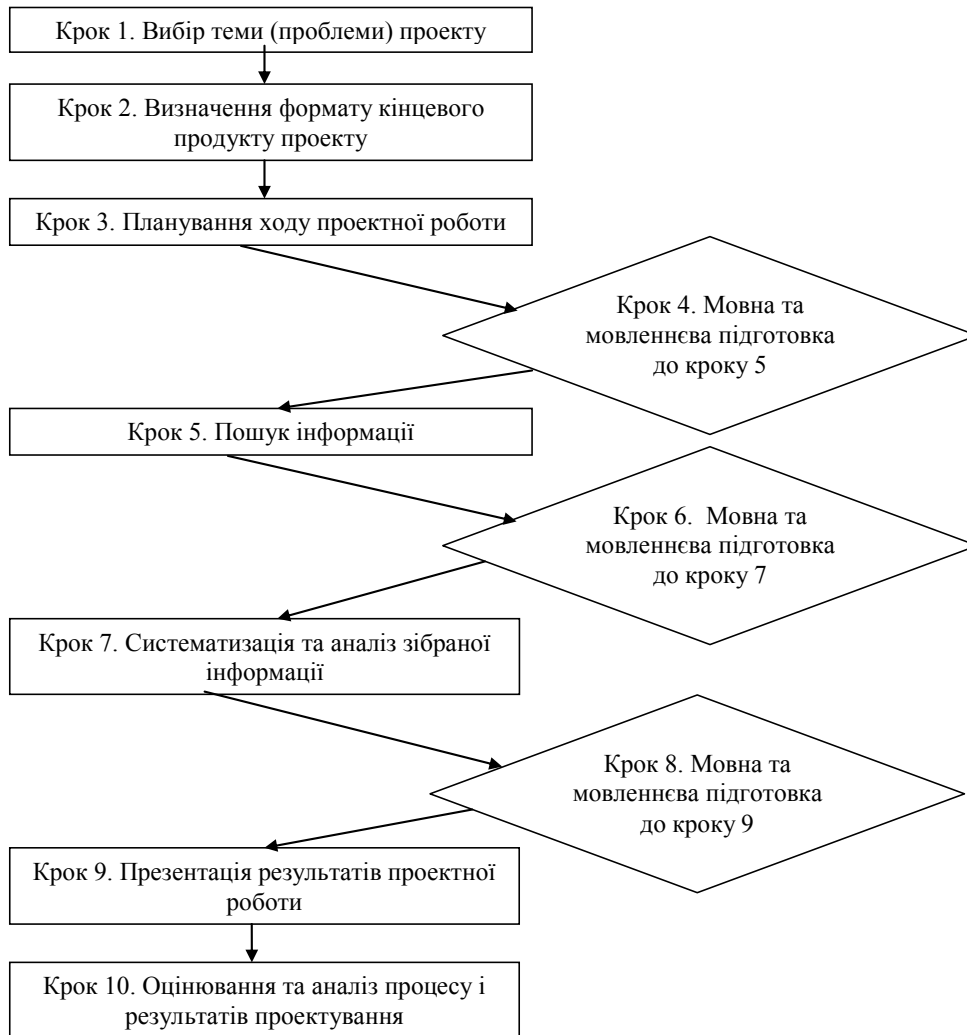 Крок 1. Вибір теми (проблеми) проекту
Крок 2. Визначення формату кінцевого
продукту проекту
Крок 3. Планування ходу проектної роботи
Крок 4. Мовна та
мовленнєва підготовка
до кроку 5
Крок 5. Пошук інформації
Крок 6. Мовна та
мовленнєва підготовка
до кроку 7
Крок 7. Систематизація та аналіз зібраної
інформації
Крок 8. Мовна та
мовленнєва підготовка
до кроку 9
Крок 9. Презентація результатів проектної
роботи
Крок 10. Оцінювання та аналіз процесу і
результатів проектування